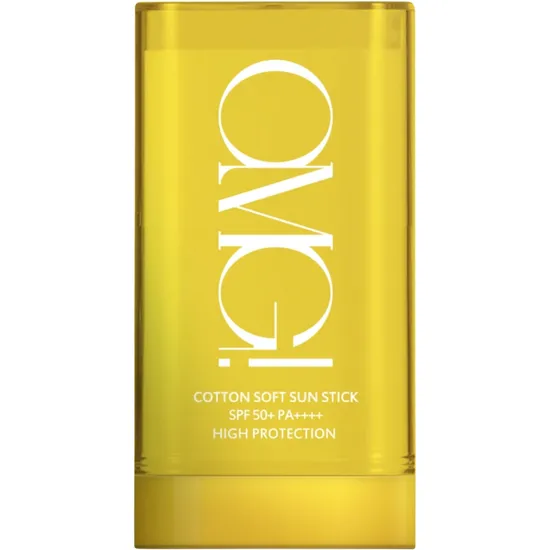 OMG!
COTTON SOFT SUN STICK
SPF 50+ PA++++
HIGH PROTECTION